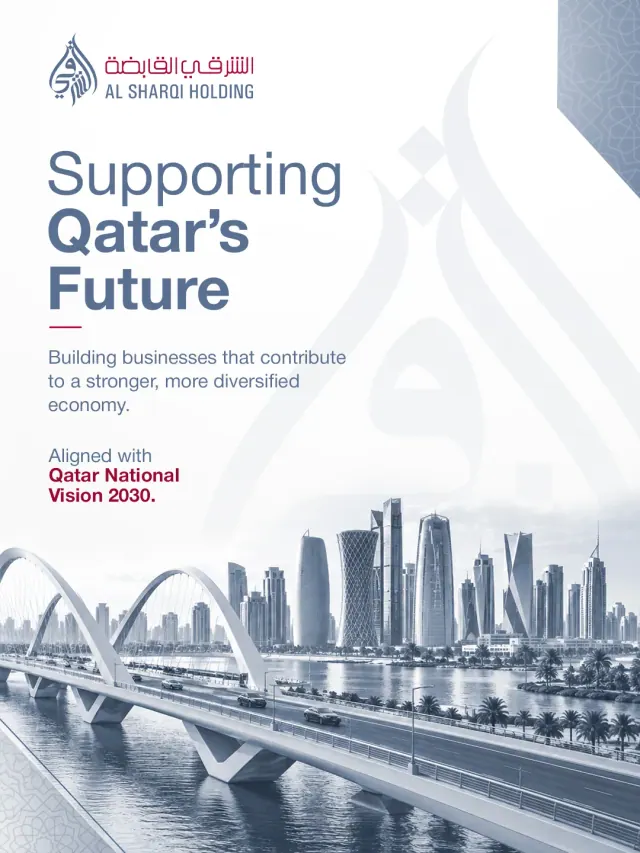 الشرقي القابضة
AL SHARQI HOLDING
Supporting
Qatar’s
Future
Building businesses that contribute
to a stronger, more diversified
economy.
Aligned with
Qatar National
Vision 2030.